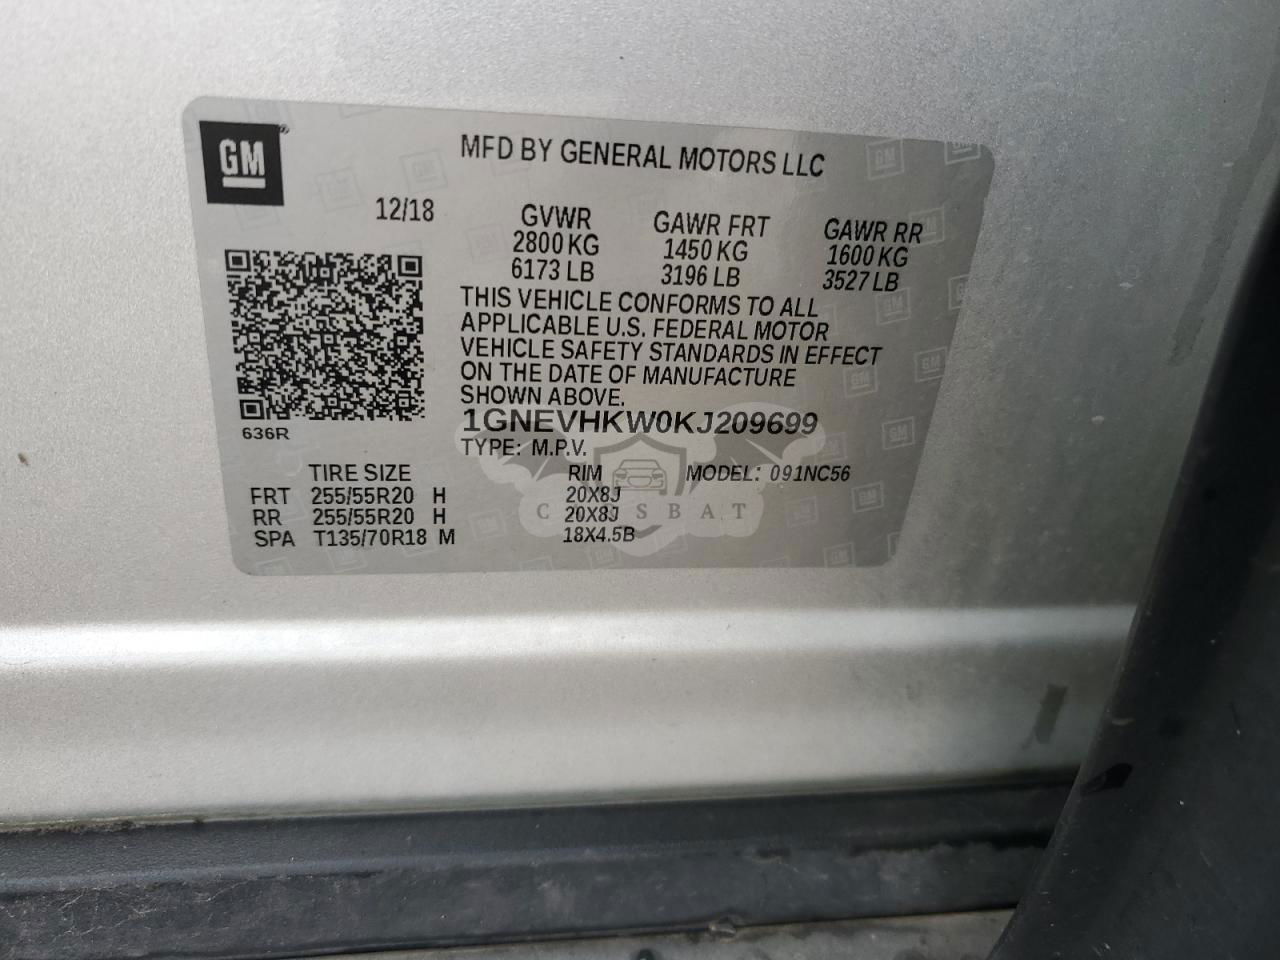 GM
MFD BY GENERAL MOTORS LLC
12/18
GVWR GAWR FRT GAWR RR
2800 KG 1450 KG 1600 KG
6173 LB 3196 LB 3527 LB
THIS VEHICLE CONFORMS TO ALL
APPLICABLE U.S. FEDERAL MOTOR
VEHICLE SAFETY STANDARDS IN EFFECT
ON THE DATE OF MANUFACTURE
SHOWN ABOVE.
636R
1GNEVHKW0KJ209699
TYPE: M.P.V.
TIRE SIZE RIM MODEL: 091NC56
FRT 255/55R20 H 20X8J
RR 255/55R20 H 20X8J
SPA T135/70R18 M 18X4.5B
CARSBAT